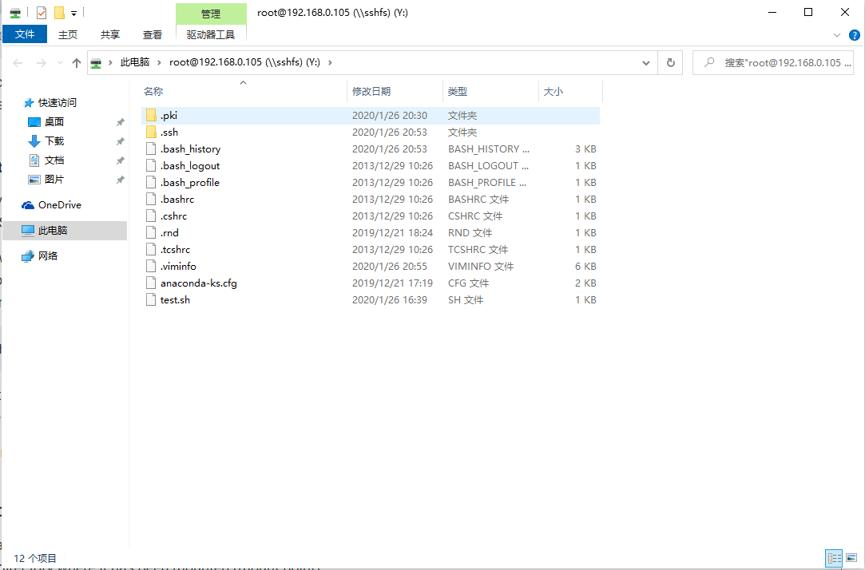 管理
root@192.168.0.105 (\\sshfs) (Y:)
文件 主页 共享 查看 驱动器工具
此电脑 root@192.168.0.105 (\\sshfs) (Y:) 搜索"root@192.168.0.105 ...
名称 修改日期 类型 大小
快速访问
桌面
下载
文档
图片
OneDrive
此电脑
网络
.pki 2020/1/26 20:30 文件夹
.ssh 2020/1/26 20:53 文件夹
.bash_history 2020/1/26 20:53 BASH_HISTORY ... 3 KB
.bash_logout 2013/12/29 10:26 BASH_LOGOUT ... 1 KB
.bash_profile 2013/12/29 10:26 BASH_PROFILE ... 1 KB
.bashrc 2013/12/29 10:26 BASHRC 文件 1 KB
.cshrc 2013/12/29 10:26 CSHRC 文件 1 KB
.rnd 2019/12/21 18:24 RND 文件 1 KB
.tcshrc 2013/12/29 10:26 TCSHRC 文件 1 KB
.viminfo 2020/1/26 20:55 VIMINFO 文件 6 KB
anaconda-ks.cfg 2019/12/21 17:19 CFG 文件 2 KB
test.sh 2020/1/26 16:39 SH 文件 1 KB
12 个项目